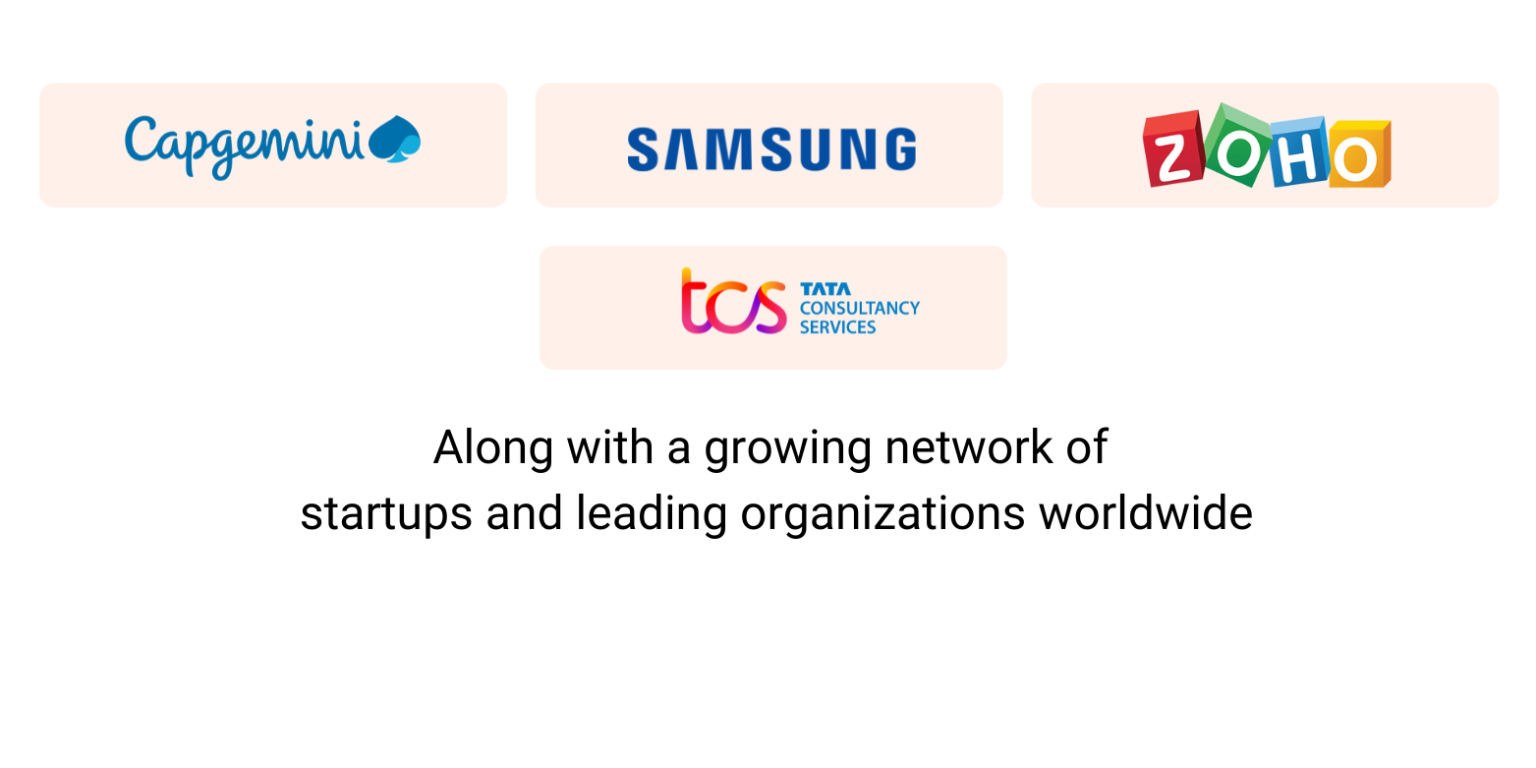 Capgemini
SAMSUNG
ZOHO
tcs
TATA
CONSULTANCY
SERVICES
Along with a growing network of
startups and leading organizations worldwide